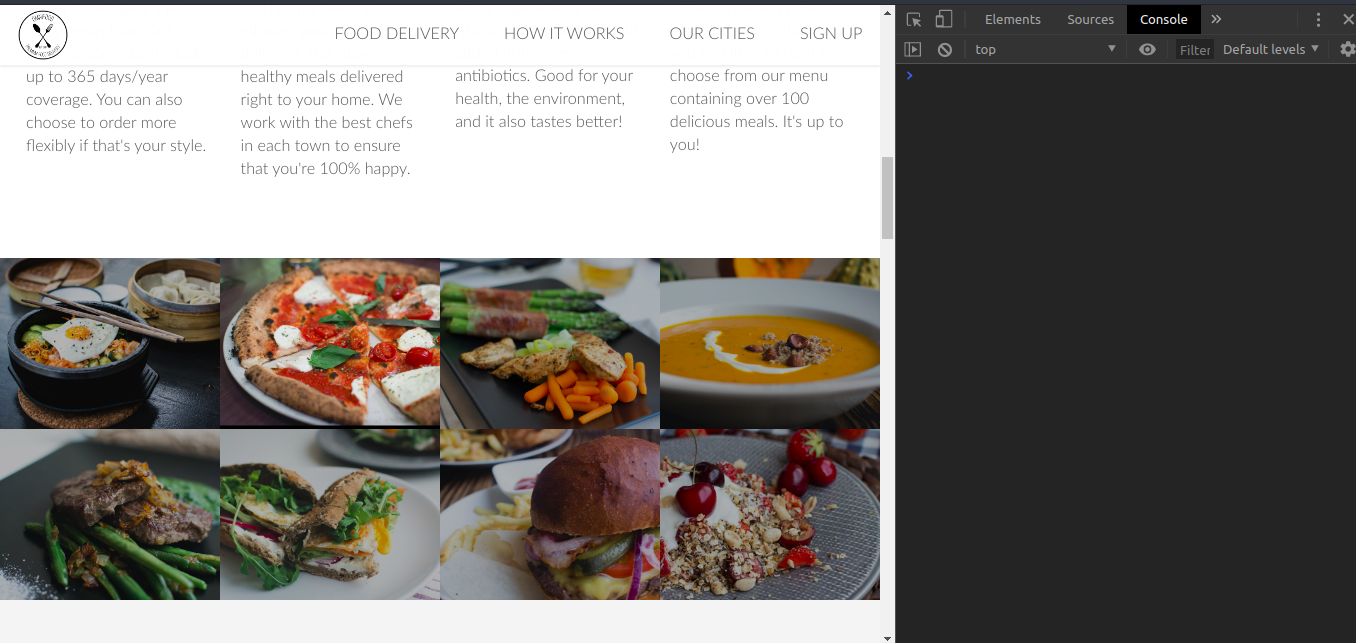 FOOD DELIVERY HOW IT WORKS OUR CITIES SIGN UP
up to 365 days/year
coverage. You can also
choose to order more
flexibly if that's your style.
healthy meals delivered
right to your home. We
work with the best chefs
in each town to ensure
that you're 100% happy.
antibiotics. Good for your
health, the environment,
and it also tastes better!
choose from our menu
containing over 100
delicious meals. It's up to
you!
Elements Sources Console
top Filter Default levels